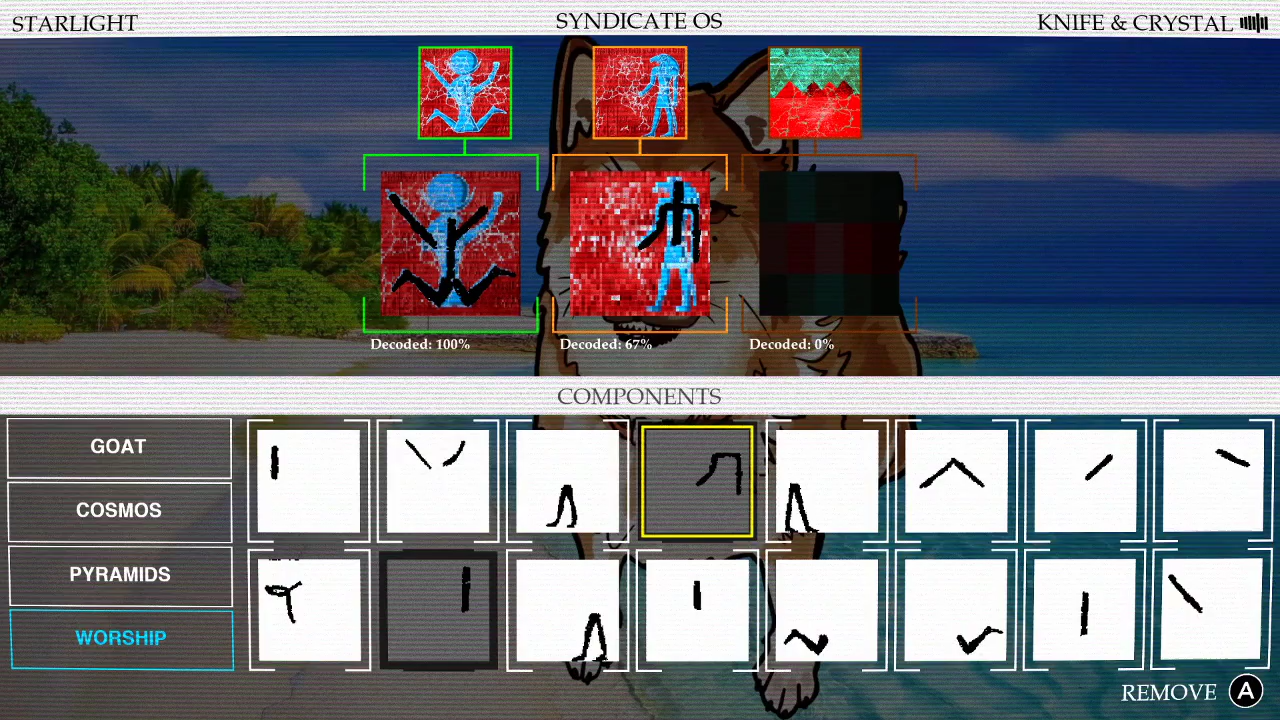 STARLIGHT
SYNDICATE OS
KNIFE & CRYSTAL
Decoded: 100%
Decoded: 67%
Decoded: 0%
COMPONENTS
GOAT
COSMOS
PYRAMIDS
WORSHIP
REMOVE A